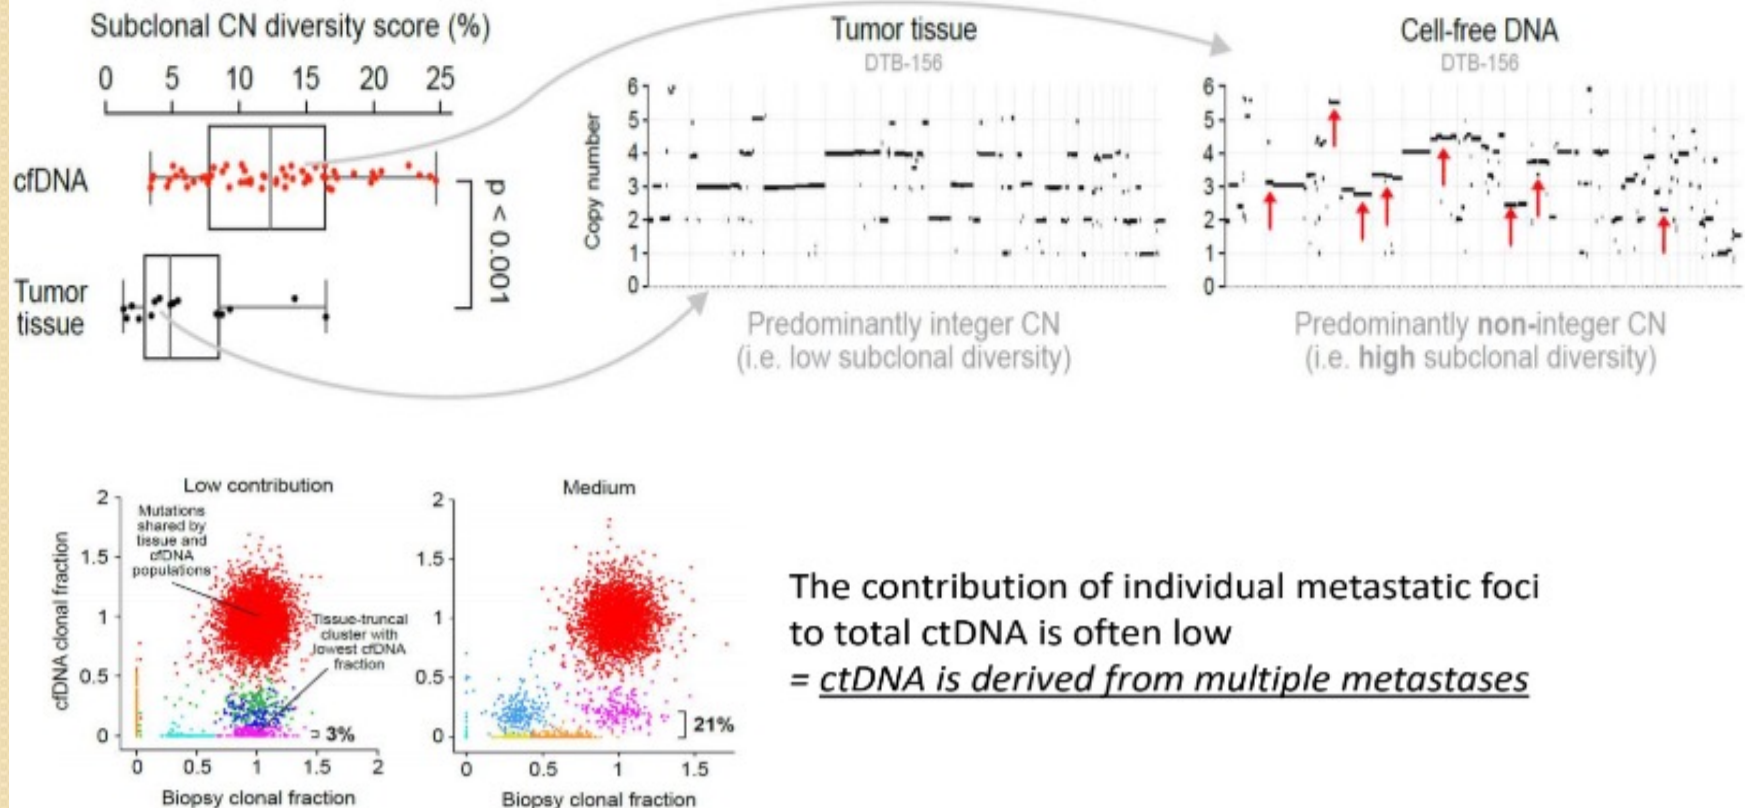 Subclonal CN diversity score (%)
0 5 10 15 20 25
cfDNA
Tumor
tissue
p < 0.001
Tumor tissue
DTB-156
Copy number
6
5
4
3
2
1
0
Predominantly integer CN
(i.e. low subclonal diversity)
Cell-free DNA
DTB-156
6
5
4
3
2
1
0
Predominantly non-integer CN
(i.e. high subclonal diversity)
Low contribution
cfDNA clonal fraction
2
1.5
1
0.5
0
Mutations
shared by
tissue and
cfDNA
populations
Tissue-truncal
cluster with
lowest cfDNA
fraction
3%
0 0.5 1 1.5 2
Biopsy clonal fraction
Medium
2
1.5
1
0.5
0
21%
0 0.5 1 1.5
Biopsy clonal fraction
The contribution of individual metastatic foci
to total ctDNA is often low
= ctDNA is derived from multiple metastases